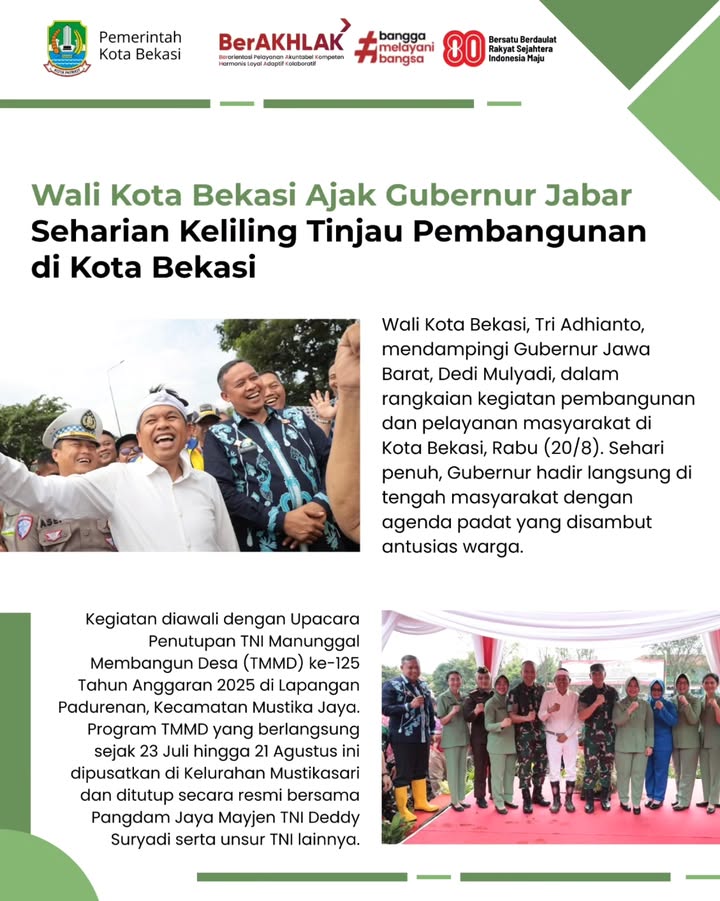 Pemerintah
Kota Bekasi
BerAKHLAK
Berorientasi Pelayanan Akuntabel Kompeten
Harmonis Loyal Adaptif Kolaboratif
#bangga
melayani
bangsa
80
Bersatu Berdaulat
Rakyat Sejahtera
Indonesia Maju
Wali Kota Bekasi Ajak Gubernur Jabar
Seharian Keliling Tinjau Pembangunan
di Kota Bekasi
Wali Kota Bekasi, Tri Adhianto,
mendampingi Gubernur Jawa
Barat, Dedi Mulyadi, dalam
rangkaian kegiatan pembangunan
dan pelayanan masyarakat di
Kota Bekasi, Rabu (20/8). Sehari
penuh, Gubernur hadir langsung di
tengah masyarakat dengan
agenda padat yang disambut
antusias warga.
Kegiatan diawali dengan Upacara
Penutupan TNI Manunggal
Membangun Desa (TMMD) ke-125
Tahun Anggaran 2025 di Lapangan
Padurenan, Kecamatan Mustika Jaya.
Program TMMD yang berlangsung
sejak 23 Juli hingga 21 Agustus ini
dipusatkan di Kelurahan Mustikasari
dan ditutup secara resmi bersama
Pangdam Jaya Mayjen TNI Deddy
Suryadi serta unsur TNI lainnya.